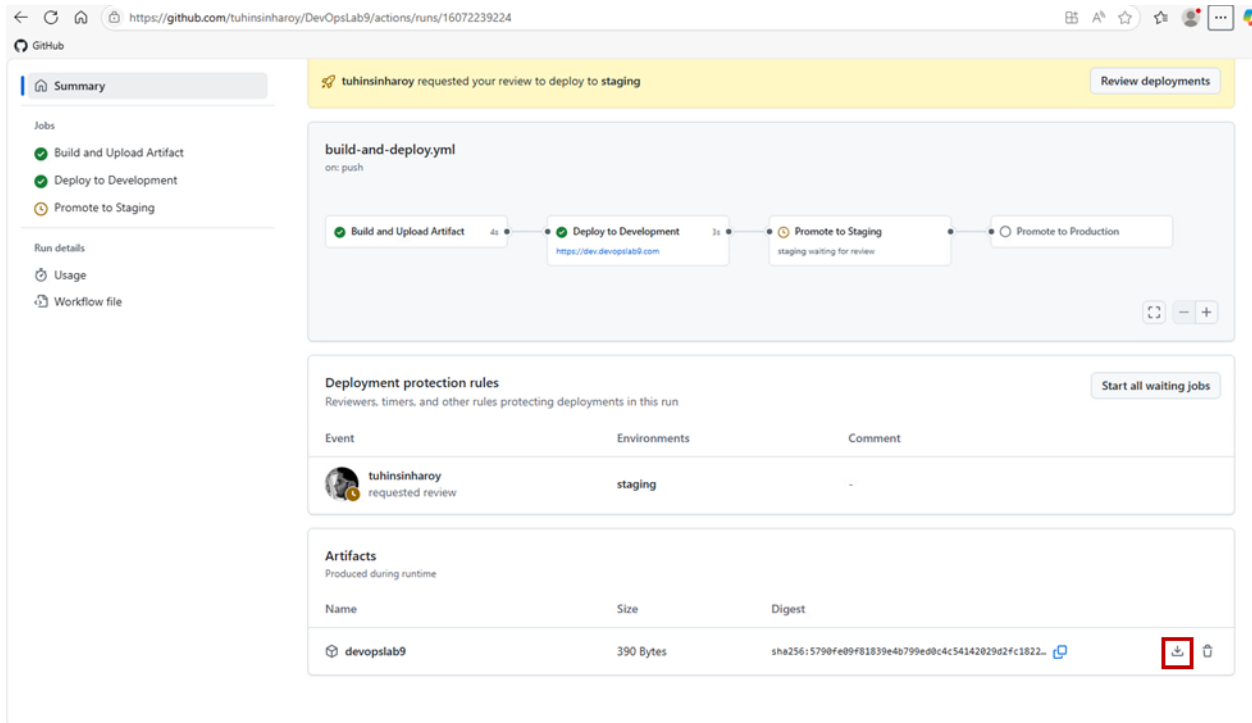 https://github.com/tuhinsinharoy/DevOpsLab9/actions/runs/16072239224
GitHub
Summary
Jobs
Build and Upload Artifact
Deploy to Development
Promote to Staging
Run details
Usage
Workflow file
tuhinsinharoy requested your review to deploy to staging
Review deployments
build-and-deploy.yml
on: push
Build and Upload Artifact 4s
Deploy to Development 3s
https://dev.devopslab9.com
Promote to Staging
staging waiting for review
Promote to Production
Deployment protection rules
Reviewers, timers, and other rules protecting deployments in this run
Start all waiting jobs
Event Environments Comment
tuhinsinharoy
requested review
staging -
Artifacts
Produced during runtime
Name Size Digest
devopslab9 390 Bytes sha256:5790fe09f81839e4b799ed0c4c54142029d2fc1822…